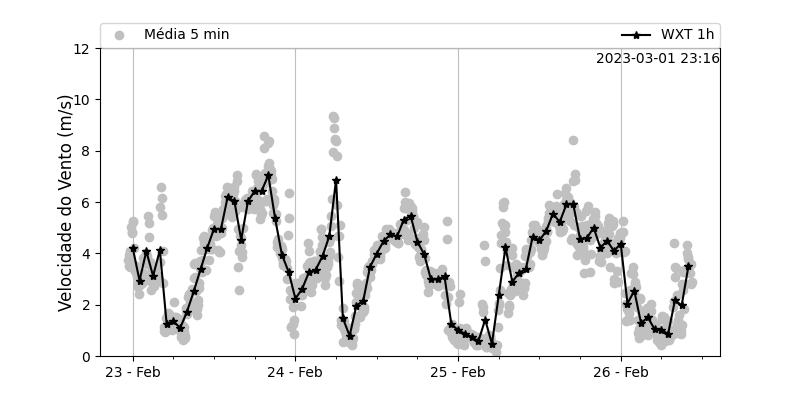 Média 5 min
WXT 1h
2023-03-01 23:16
Velocidade do Vento (m/s)
12
10
8
6
4
2
0
23 - Feb
24 - Feb
25 - Feb
26 - Feb